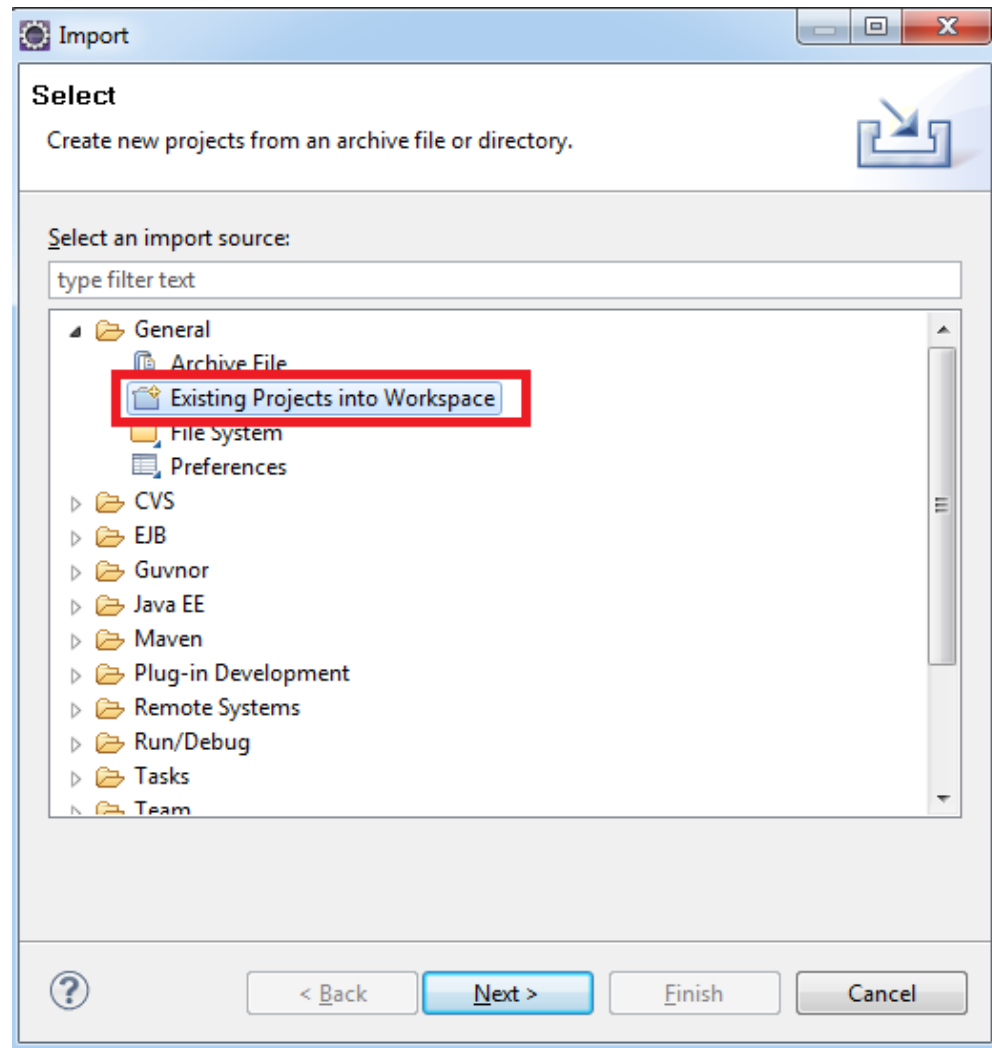 Import
Select
Create new projects from an archive file or directory.
Select an import source:
type filter text
General
Archive File
Existing Projects into Workspace
File System
Preferences
CVS
EJB
Guvnor
Java EE
Maven
Plug-in Development
Remote Systems
Run/Debug
Tasks
Team
< Back Next > Finish Cancel